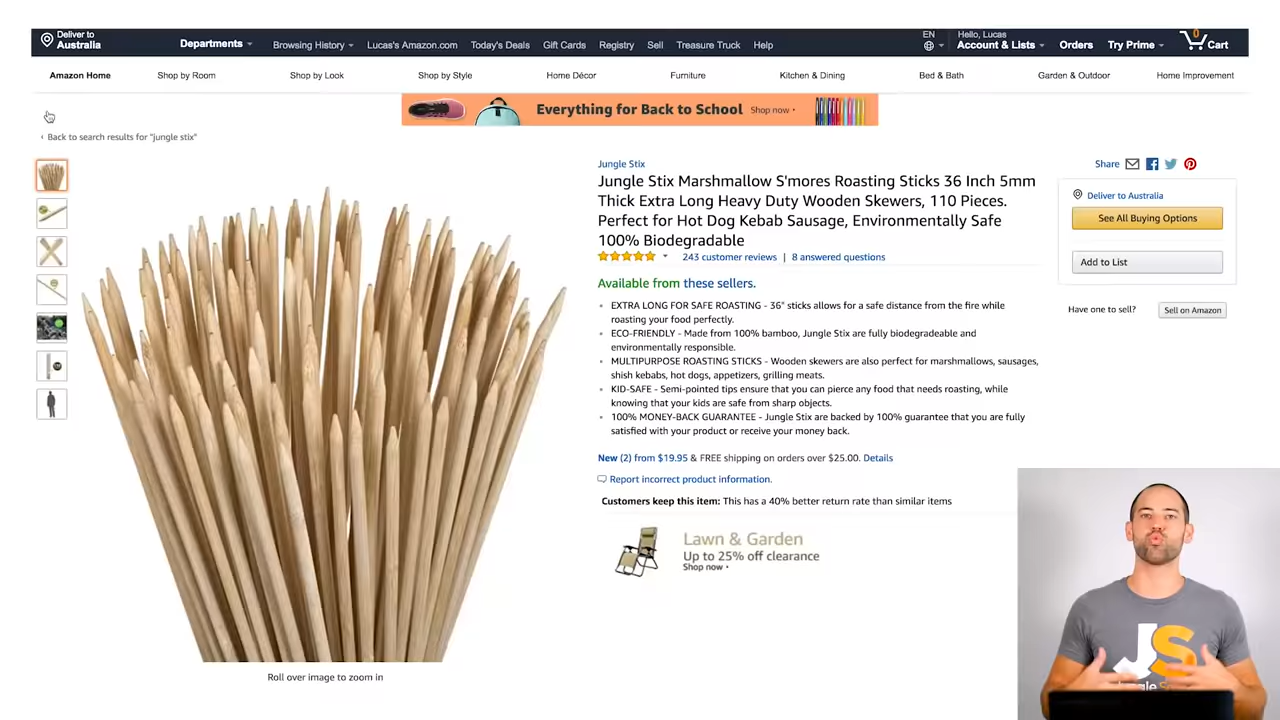 Deliver to
Australia
Departments
Browsing History
Lucas's Amazon.com
Today's Deals
Gift Cards
Registry
Sell
Treasure Truck
Help
EN
Hello, Lucas
Account & Lists
Orders
Try Prime
0
Cart
Amazon Home
Shop by Room
Shop by Look
Shop by Style
Home Décor
Furniture
Kitchen & Dining
Bed & Bath
Garden & Outdoor
Home Improvement
Everything for Back to School
Shop now ›
‹ Back to search results for "jungle stix"
Jungle Stix
Jungle Stix Marshmallow S'mores Roasting Sticks 36 Inch 5mm
Thick Extra Long Heavy Duty Wooden Skewers, 110 Pieces.
Perfect for Hot Dog Kebab Sausage, Environmentally Safe
100% Biodegradable
243 customer reviews | 8 answered questions
Available from these sellers.
EXTRA LONG FOR SAFE ROASTING - 36" sticks allows for a safe distance from the fire while
roasting your food perfectly.
ECO-FRIENDLY - Made from 100% bamboo, Jungle Stix are fully biodegradeable and
environmentally responsible.
MULTIPURPOSE ROASTING STICKS - Wooden skewers are also perfect for marshmallows, sausages,
shish kebabs, hot dogs, appetizers, grilling meats.
KID-SAFE - Semi-pointed tips ensure that you can pierce any food that needs roasting, while
knowing that your kids are safe from sharp objects.
100% MONEY-BACK GUARANTEE - Jungle Stix are backed by 100% guarantee that you are fully
satisfied with your product or receive your money back.
New (2) from $19.95 & FREE shipping on orders over $25.00. Details
Report incorrect product information.
Customers keep this item: This has a 40% better return rate than similar items
Lawn & Garden
Up to 25% off clearance
Shop now ›
Share
Deliver to Australia
See All Buying Options
Add to List
Have one to sell?
Sell on Amazon
Roll over image to zoom in
JS